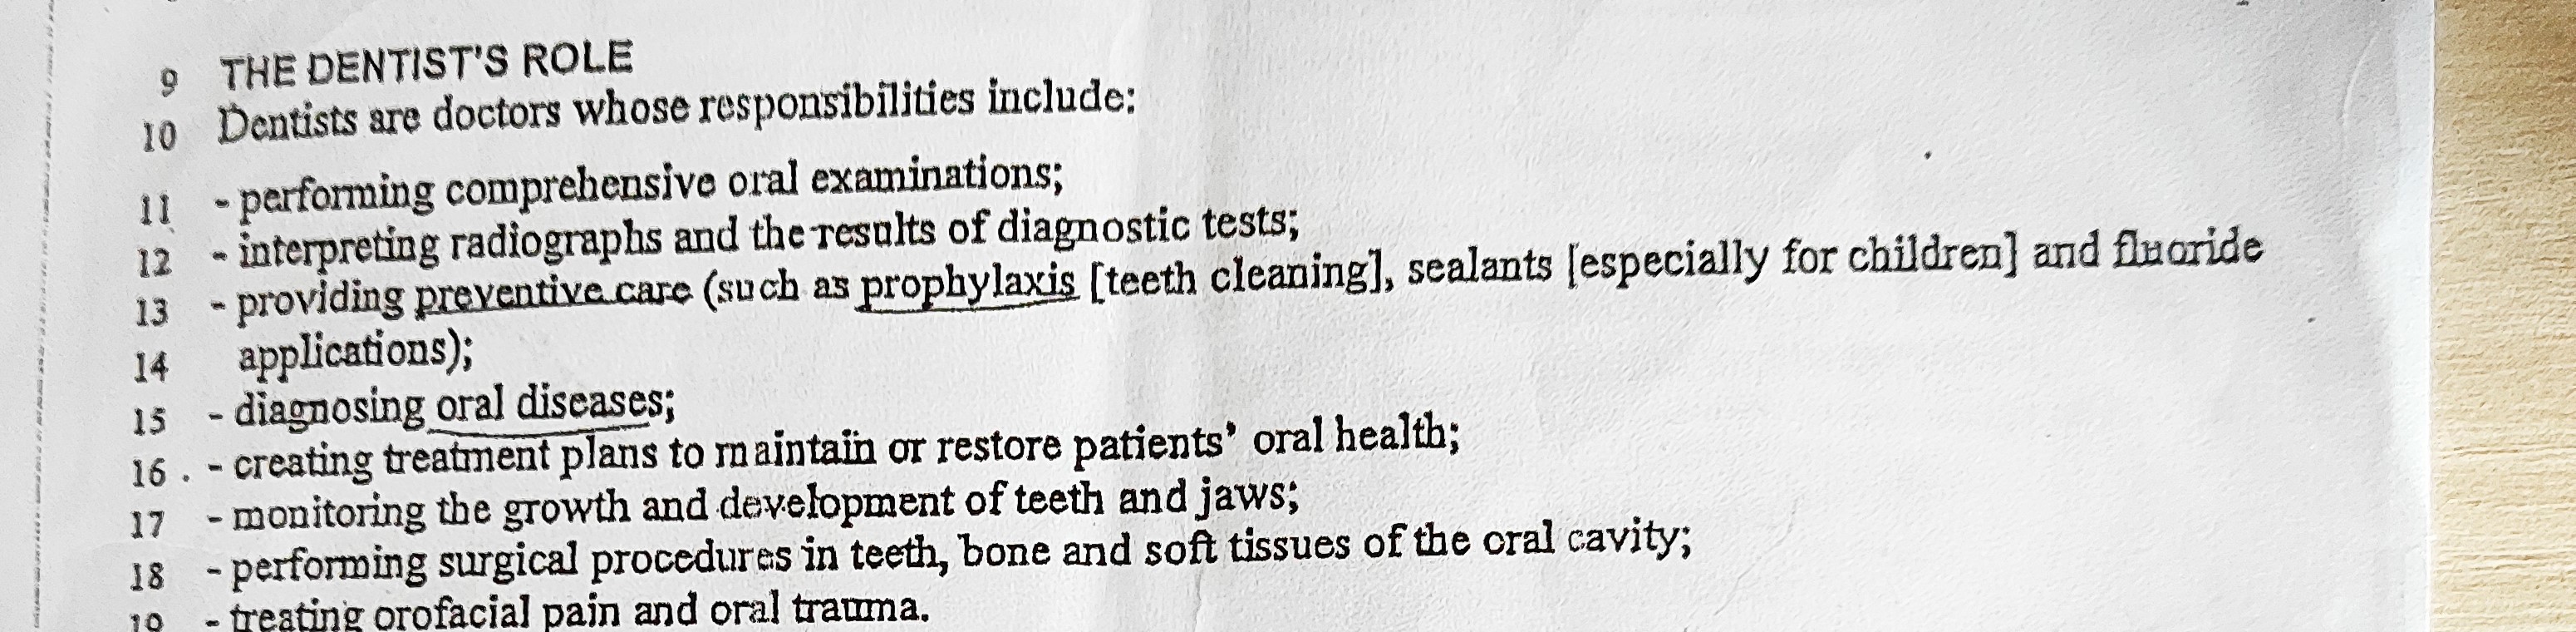 9 THE DENTIST'S ROLE
10 Dentists are doctors whose responsibilities include:
11 - performing comprehensive oral examinations;
12 - interpreting radiographs and the results of diagnostic tests;
13 - providing preventive care (such as prophylaxis [teeth cleaning], sealants [especially for children] and fluoride
14 applications);
15 - diagnosing oral diseases;
16 - creating treatment plans to maintain or restore patients' oral health;
17 - monitoring the growth and development of teeth and jaws;
18 - performing surgical procedures in teeth, bone and soft tissues of the oral cavity;
19 - treating orofacial pain and oral trauma.